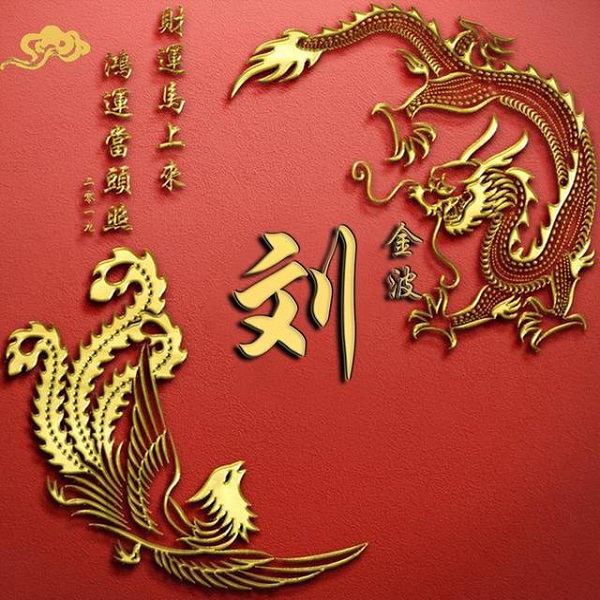 財運馬上來
鴻運當頭照
二零一九
刘
金波